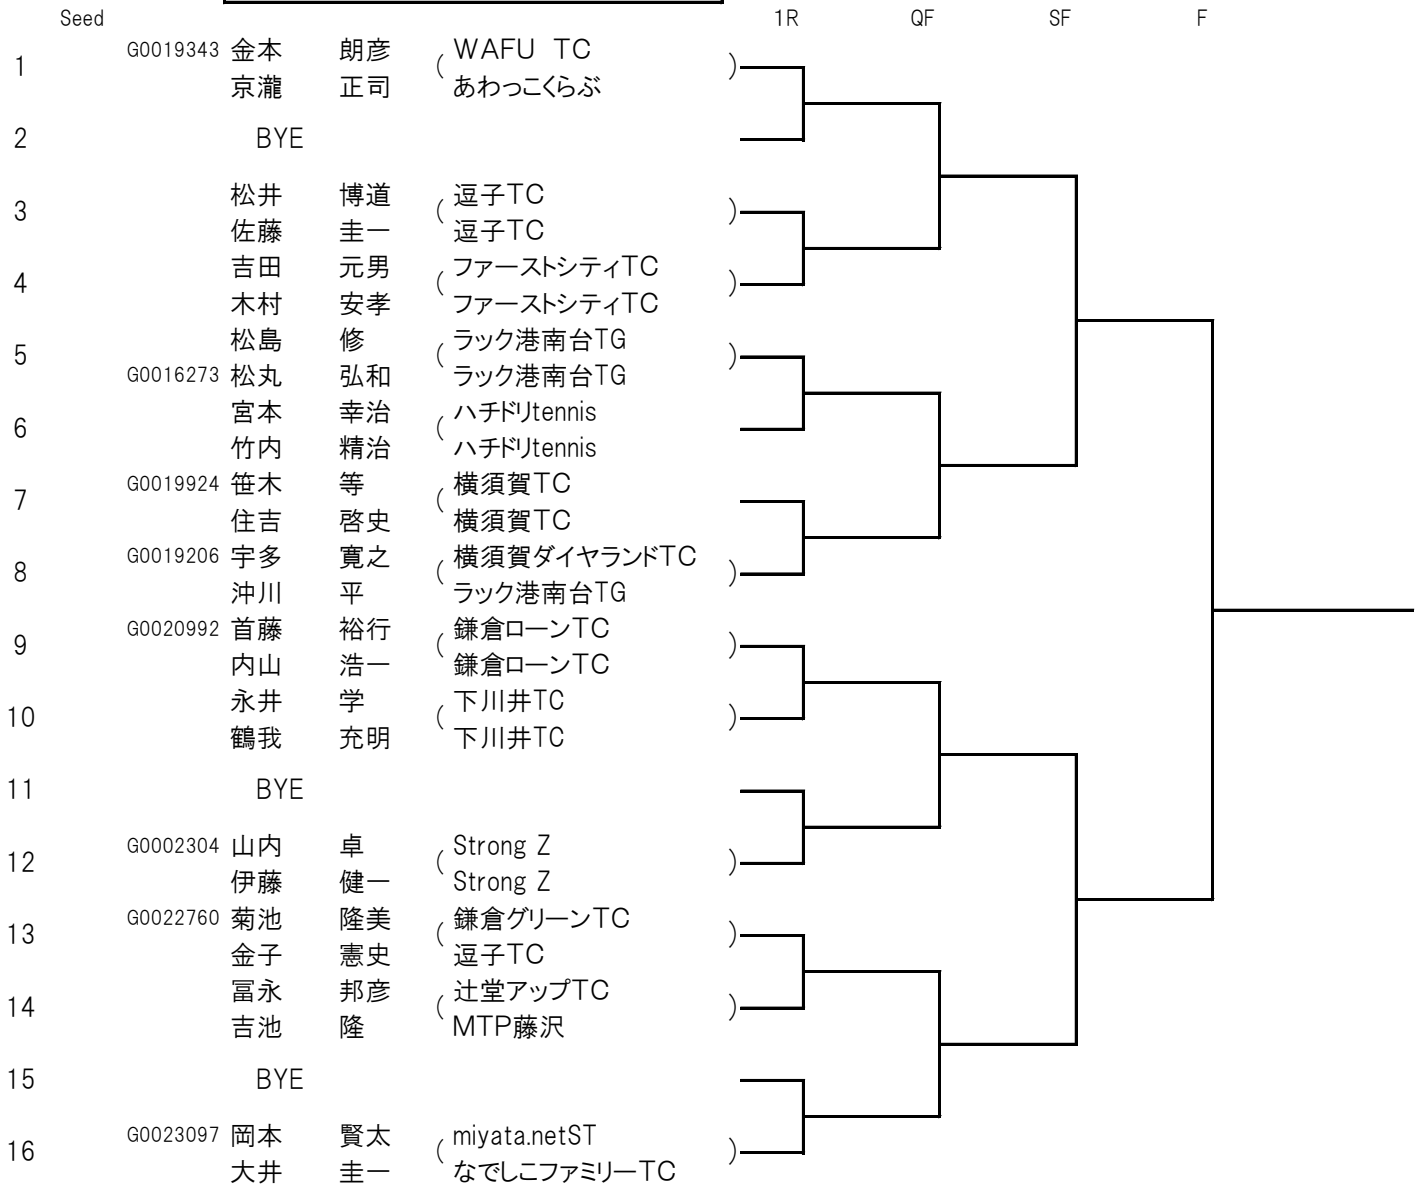 Seed 1R QF SF F
1 G0019343 金本 朗彦 ( WAFU TC )
京瀧 正司 あわっこくらぶ
2 BYE
3 松井 博道 ( 逗子TC )
佐藤 圭一 逗子TC
4 吉田 元男 ( ファーストシティTC )
木村 安孝 ファーストシティTC
5 松島 修 ( ラック港南台TG )
G0016273 松丸 弘和 ラック港南台TG
6 宮本 幸治 ( ハチドリtennis
竹内 精治 ハチドリtennis
7 G0019924 笹木 等 ( 横須賀TC
住吉 啓史 横須賀TC
8 G0019206 宇多 寛之 ( 横須賀ダイヤランドTC )
沖川 平 ラック港南台TG
9 G0020992 首藤 裕行 ( 鎌倉ローンTC )
内山 浩一 鎌倉ローンTC
10 永井 学 ( 下川井TC )
鶴我 充明 下川井TC
11 BYE
12 G0002304 山内 卓 ( Strong Z )
伊藤 健一 Strong Z
13 G0022760 菊池 隆美 ( 鎌倉グリーンTC )
金子 憲史 逗子TC
14 冨永 邦彦 ( 辻堂アップTC )
吉池 隆 MTP藤沢
15 BYE
16 G0023097 岡本 賢太 ( miyata.netST )
大井 圭一 なでしこファミリーTC